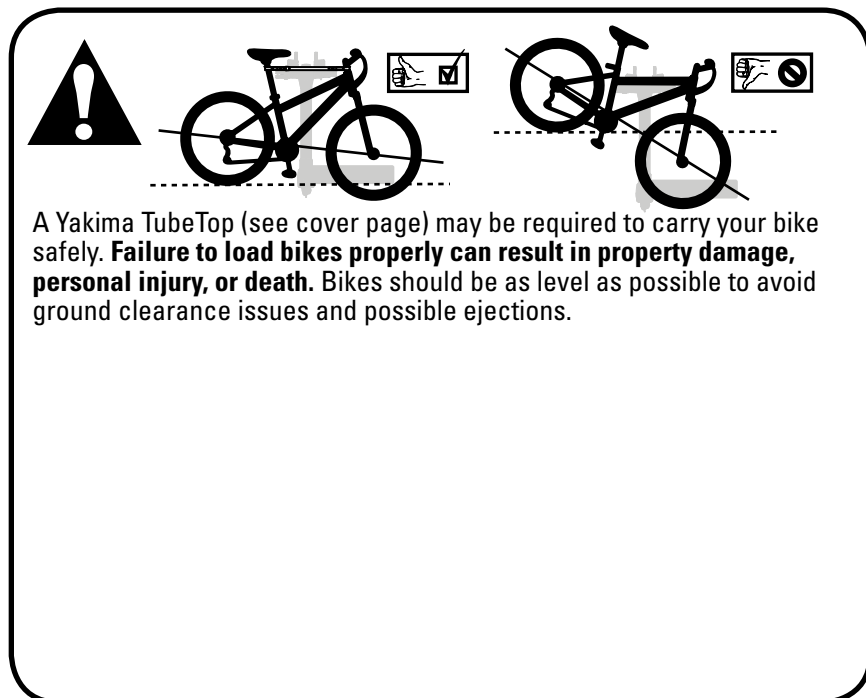 A Yakima TubeTop (see cover page) may be required to carry your bike
safely. Failure to load bikes properly can result in property damage,
personal injury, or death. Bikes should be as level as possible to avoid
ground clearance issues and possible ejections.